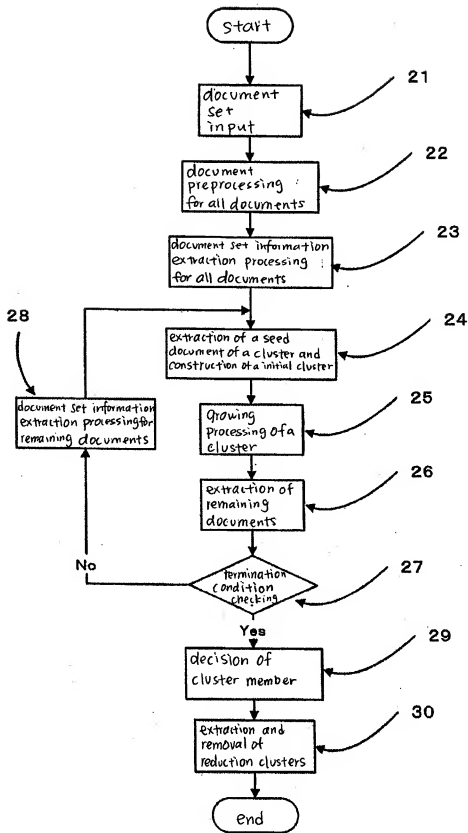 start
21
document
set
input
22
document
preprocessing
for all documents
23
document set information
extraction processing
for all documents
24
extraction of a seed
document of a cluster and
construction of a initial cluster
28
document set information
extraction processing for
remaining documents
25
growing
processing of a
cluster
26
extraction of
remaining
documents
27
termination
condition
checking
No
Yes
29
decision of
cluster member
30
extraction and
removal of
reduction clusters
end